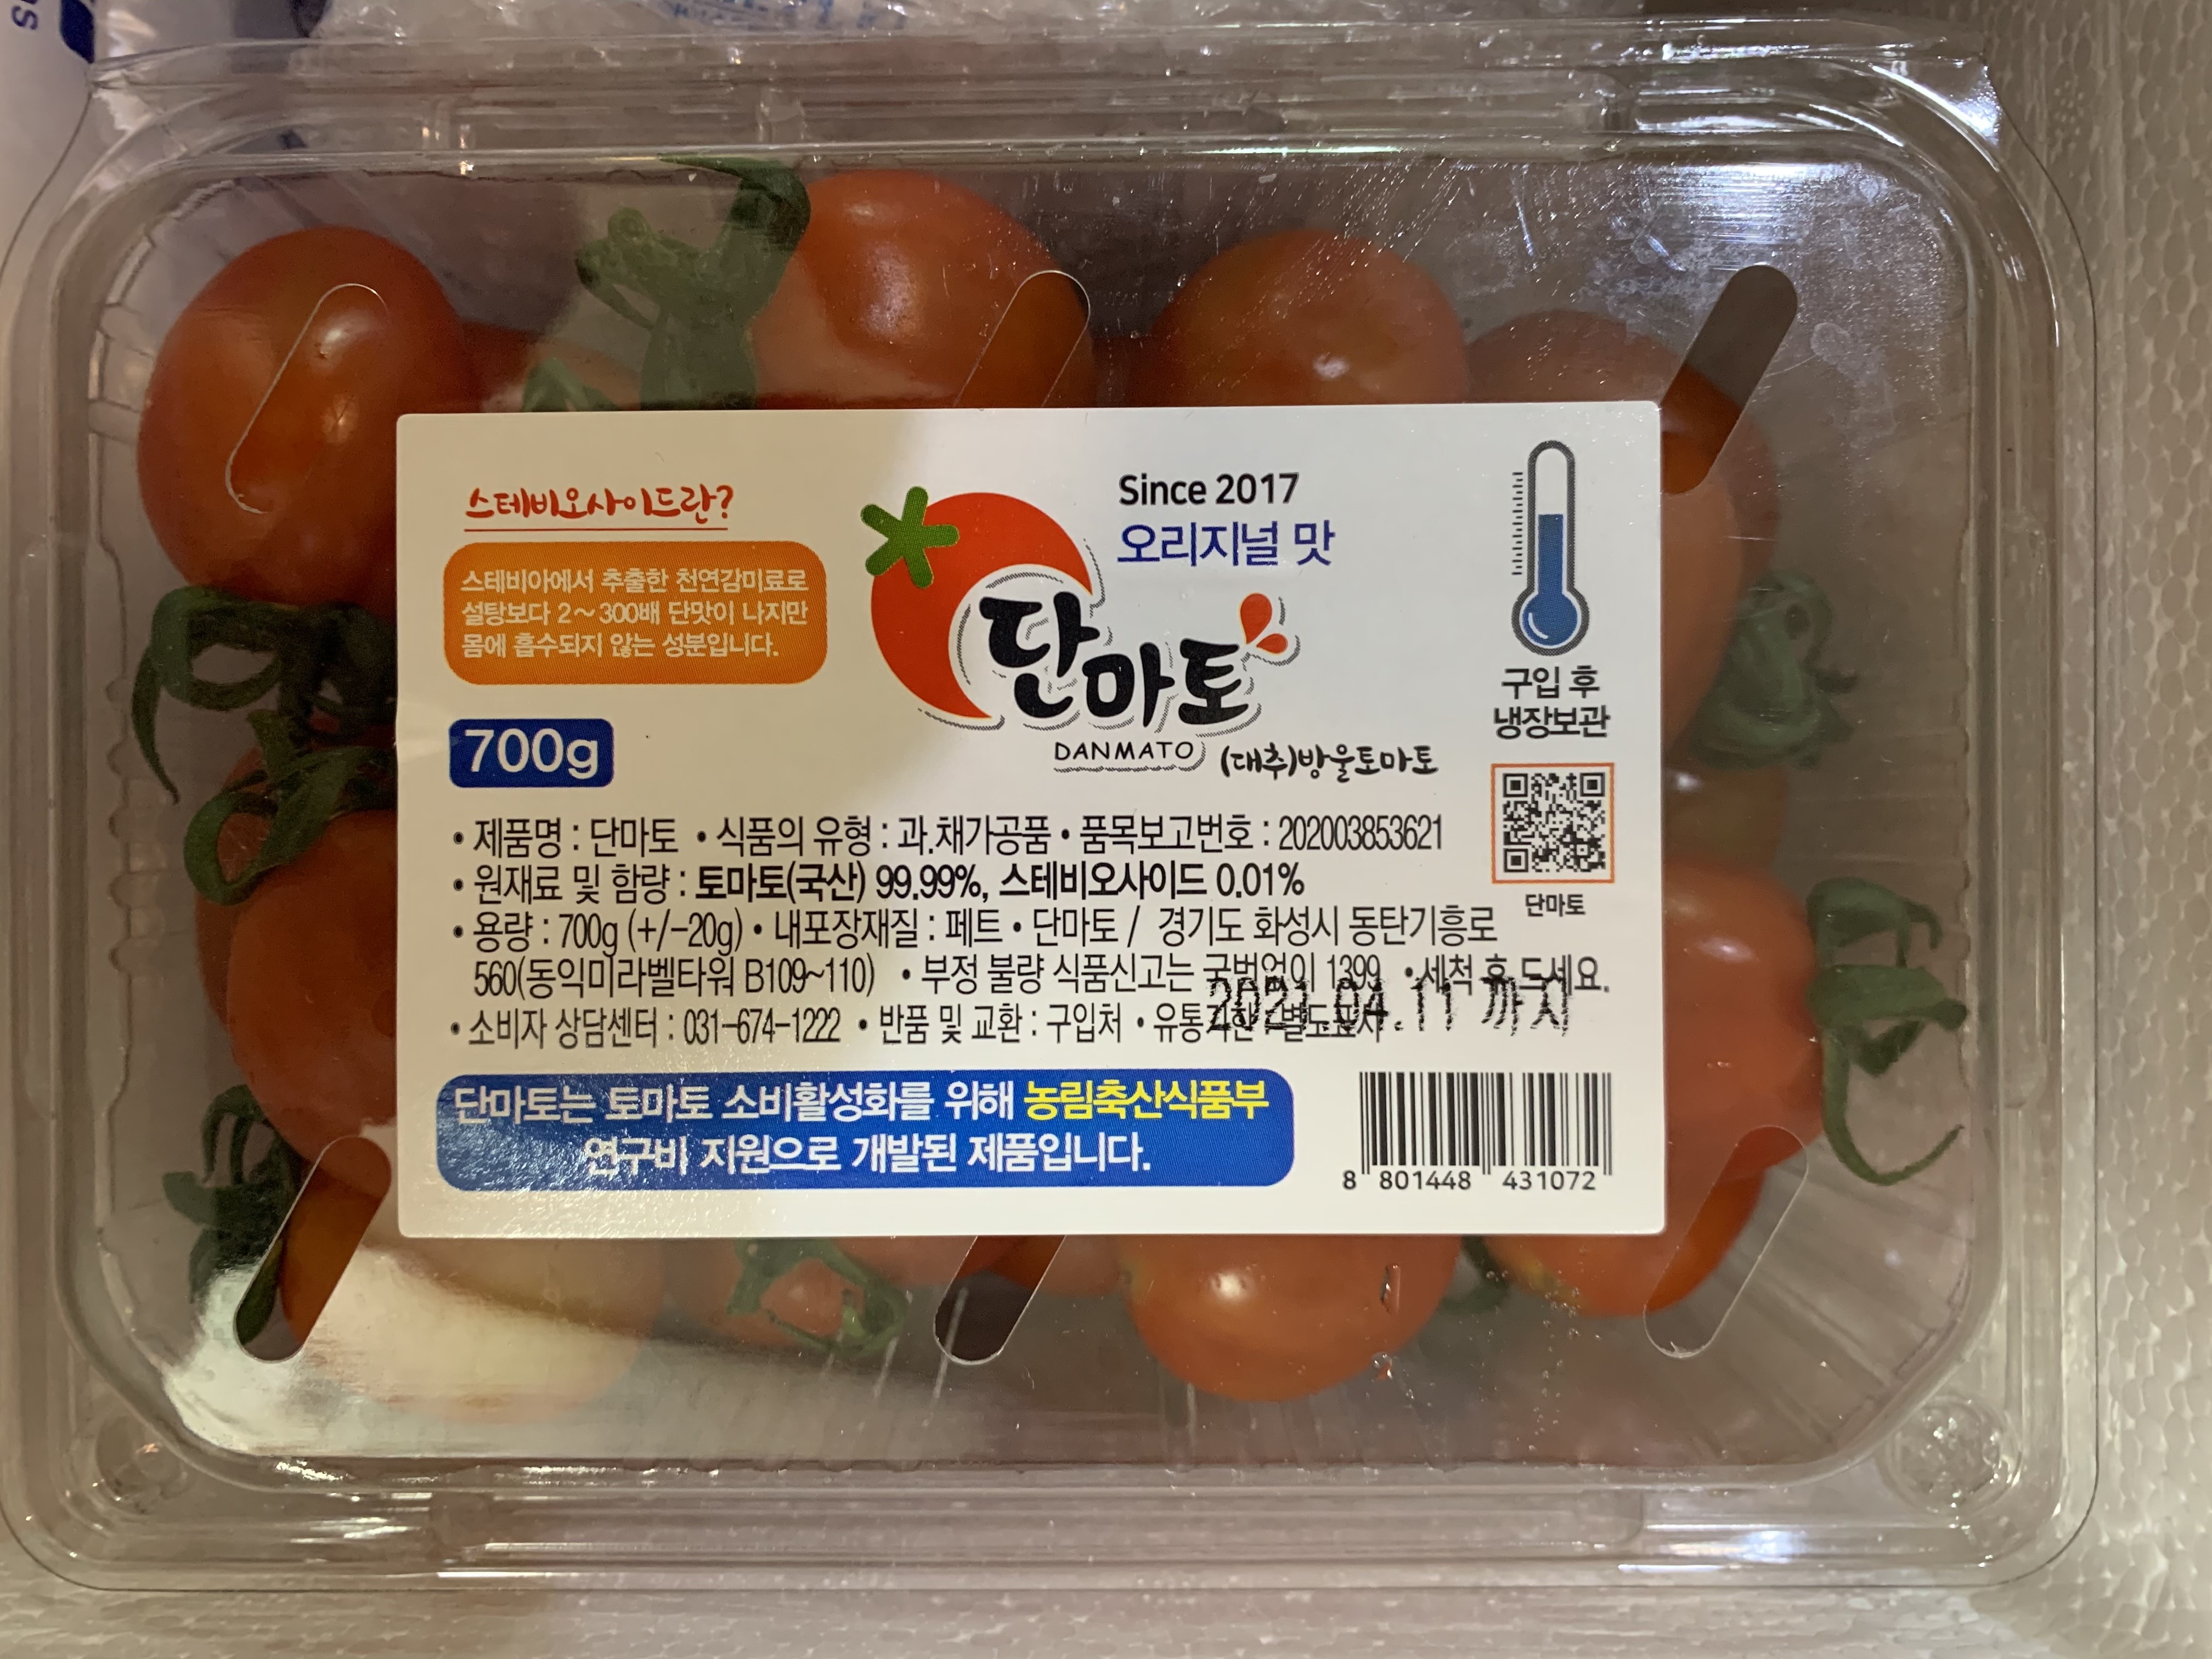 스테비오사이드란?
스테비아에서 추출한 천연감미료로
설탕보다 2~300배 단맛이 나지만
몸에 흡수되지 않는 성분입니다.
700g
Since 2017
오리지널 맛
단마토
DANMATO
(대추)방울토마토
구입 후
냉장보관
단마토
• 제품명 : 단마토 • 식품의 유형 : 과.채가공품 • 품목보고번호 : 202003853621
• 원재료 및 함량 : 토마토(국산) 99.99%, 스테비오사이드 0.01%
• 용량 : 700g (+/-20g) • 내포장재질 : 페트 • 단마토 / 경기도 화성시 동탄기흥로
560(동익미라벨타워 B109~110) • 부정 불량 식품신고는 국번없이 1399 • 세척 후 드세요.
• 소비자 상담센터 : 031-674-1222 • 반품 및 교환 : 구입처 • 유통기한 : 별도표시
2021.04.11 까지
단마토는 토마토 소비활성화를 위해 농림축산식품부
연구비 지원으로 개발된 제품입니다.
8 801448 431072